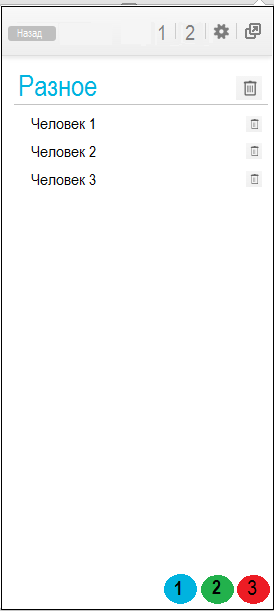 Назад 1 2
Разное
Человек 1
Человек 2
Человек 3
1 2 3